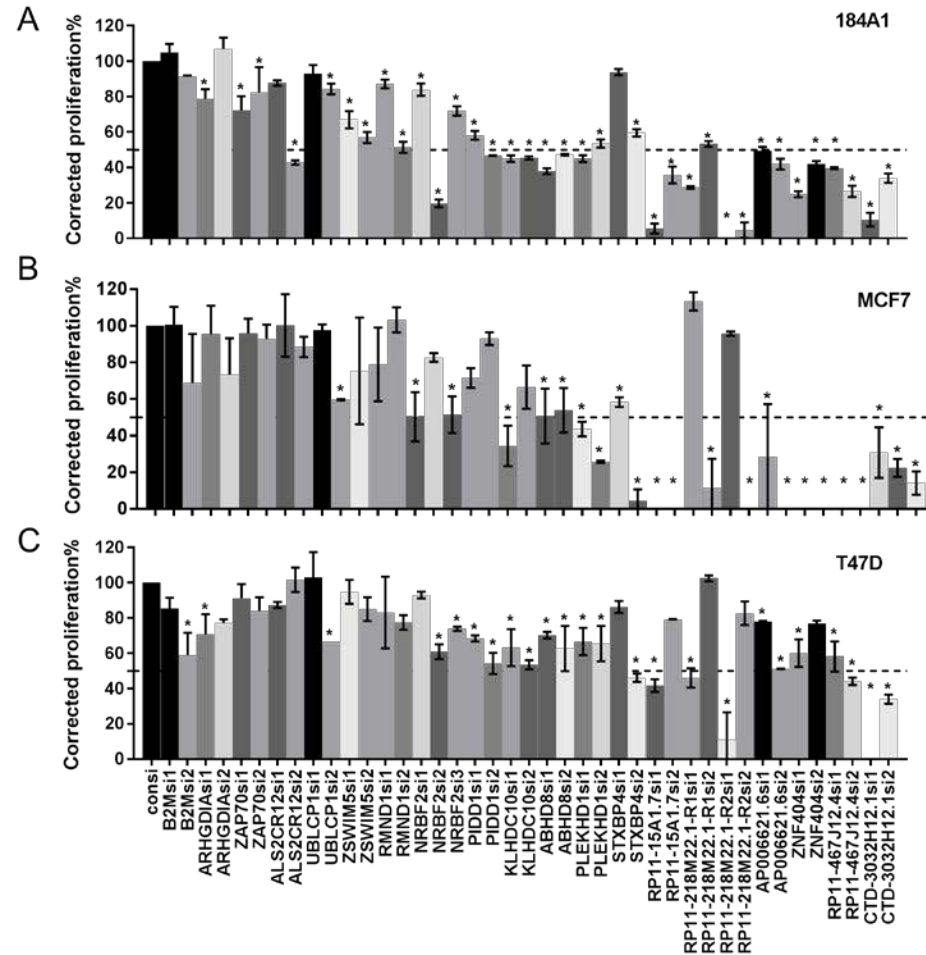 A
184A1
Corrected proliferation%
120
100
80
60
40
20
0
* * * * * * * * * * * * * * * * * * * * * * * * * * * * * * * * * *
B
MCF7
Corrected proliferation%
120
100
80
60
40
20
0
* * * * * * * * * * * * * * * * * * * * * * *
C
T47D
Corrected proliferation%
120
100
80
60
40
20
0
* * * * * * * * * * * * * * * * * * * * * * * *
consi
B2Msi1
B2Msi2
ARHGDIAsi1
ARHGDIAsi2
ZAP70si1
ZAP70si2
ALS2CR12si1
ALS2CR12si2
UBLCP1si1
UBLCP1si2
ZSWIM5si1
ZSWIM5si2
RMND1si1
RMND1si2
NRBF2si1
NRBF2si2
NRBF2si3
PIDD1si1
PIDD1si2
KLHDC10si1
KLHDC10si2
ABHD8si1
ABHD8si2
PLEKHD1si1
PLEKHD1si2
STXBP4si1
STXBP4si2
RP11-15A1.7si1
RP11-15A1.7si2
RP11-218M22.1-R1si1
RP11-218M22.1-R1si2
RP11-218M22.1-R2si1
RP11-218M22.1-R2si2
AP006621.6si1
AP006621.6si2
ZNF404si1
ZNF404si2
RP11-467J12.4si1
RP11-467J12.4si2
CTD-3032H12.1si1
CTD-3032H12.1si2